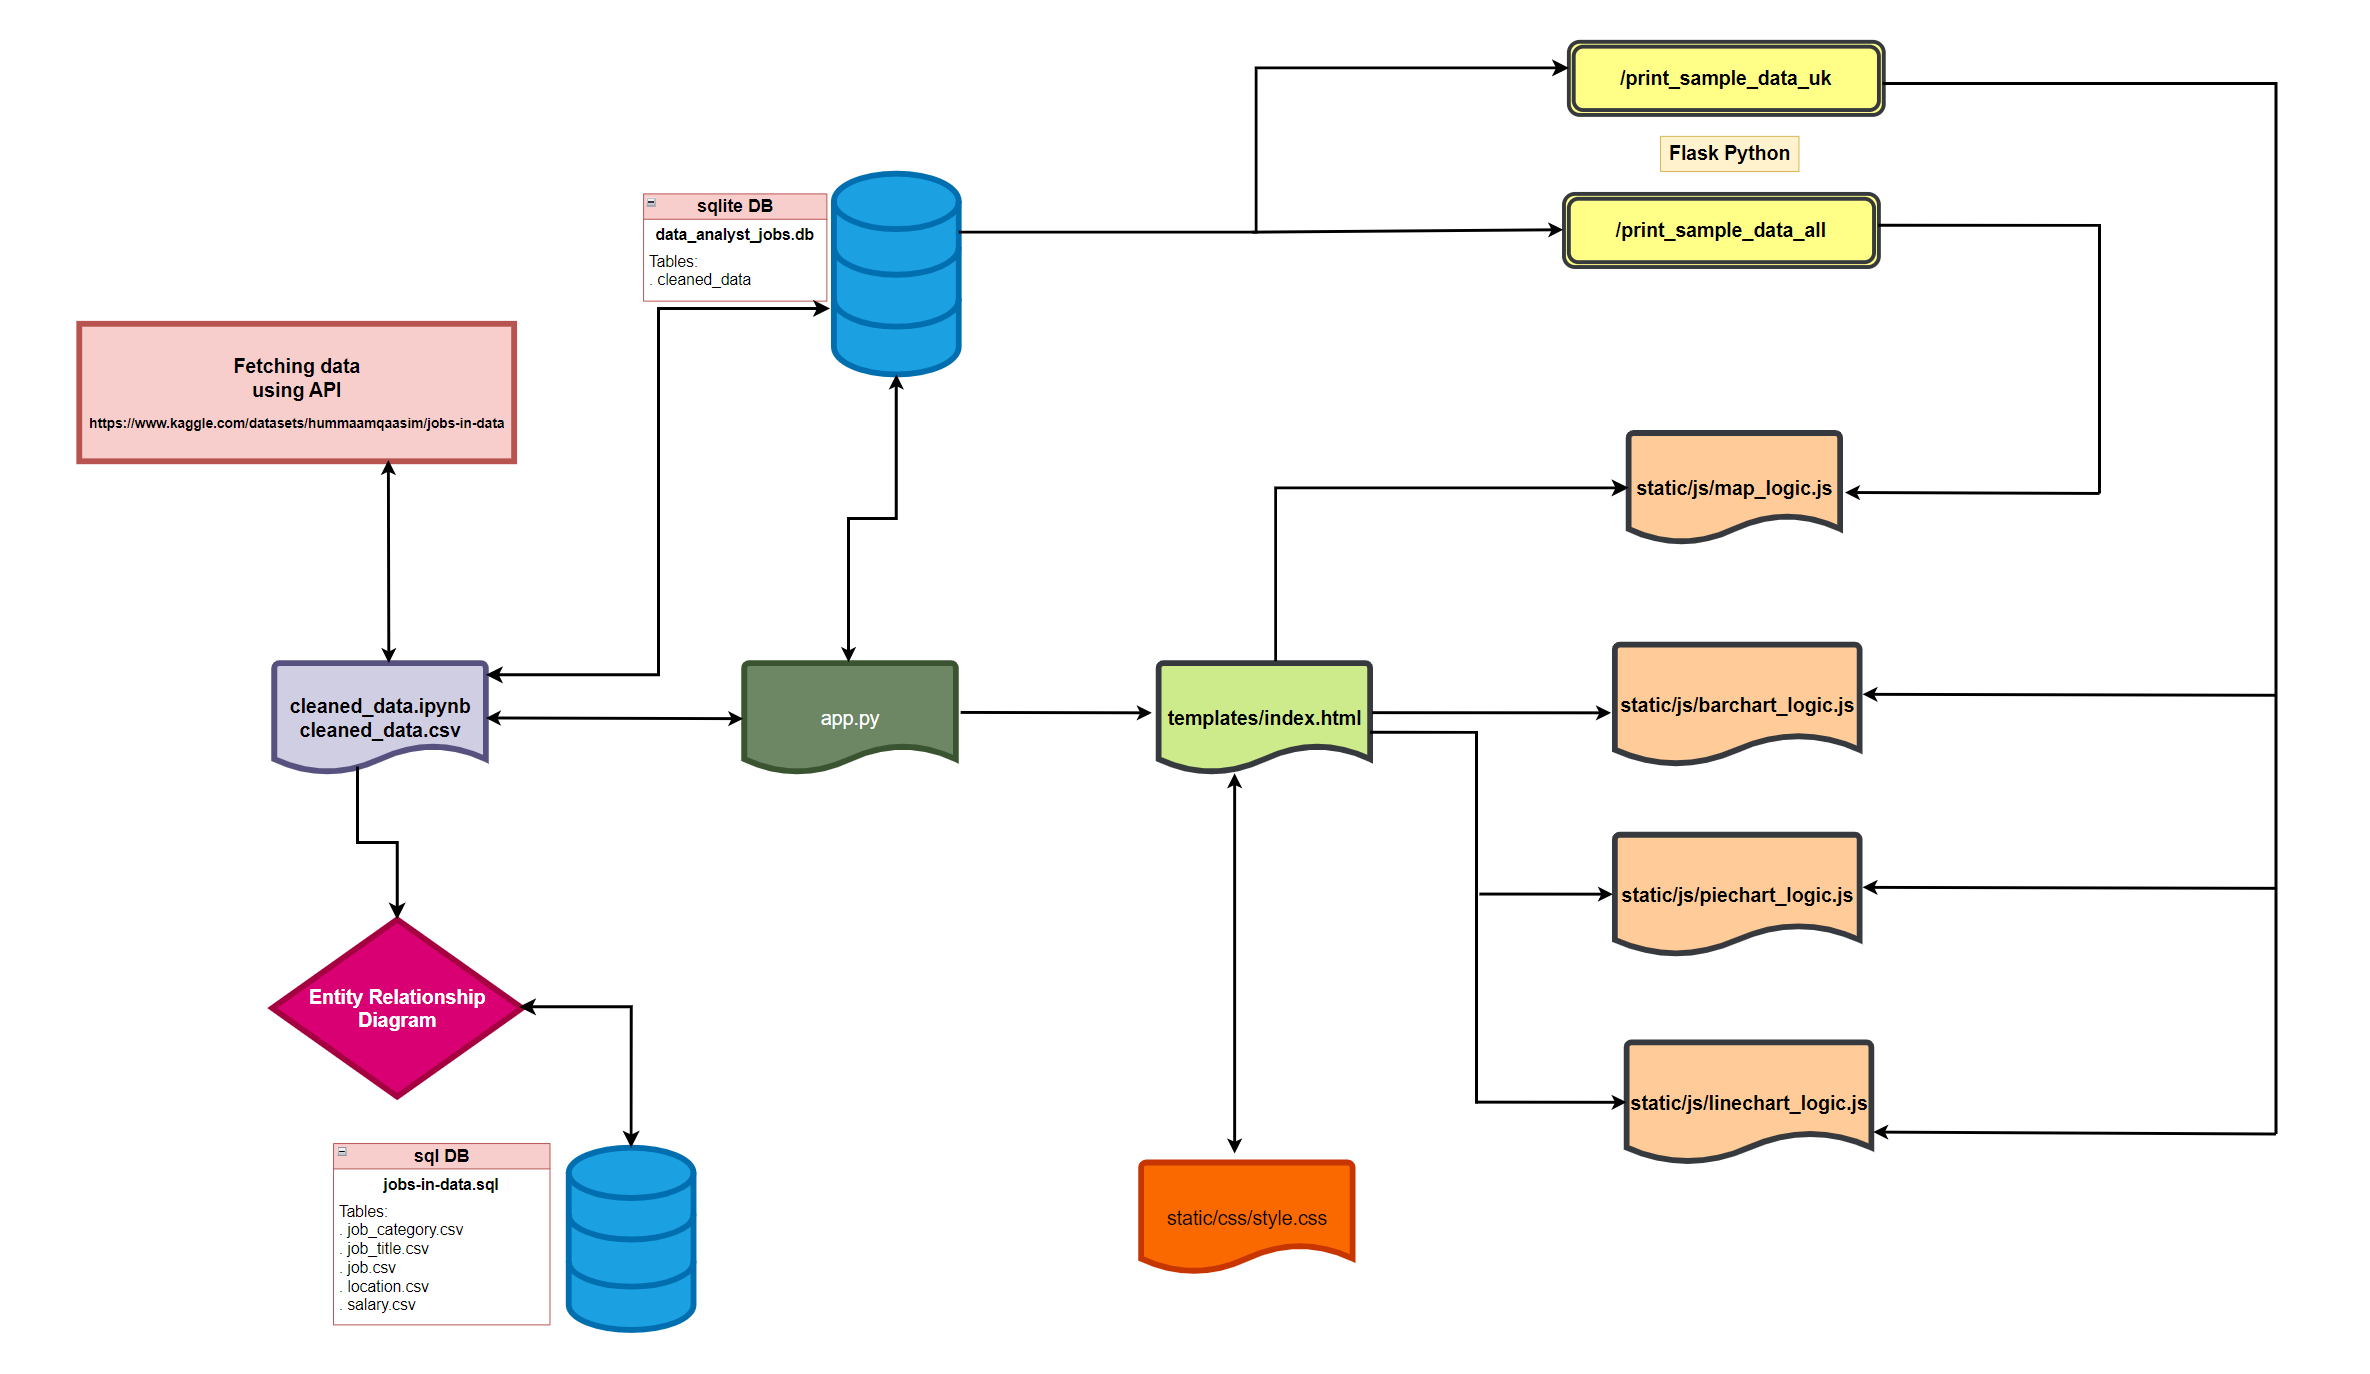 /print_sample_data_uk
Flask Python
/print_sample_data_all
sqlite DB
data_analyst_jobs.db
Tables:
. cleaned_data
Fetching data
using API
https://www.kaggle.com/datasets/hummaamqaasim/jobs-in-data
static/js/map_logic.js
cleaned_data.ipynb
cleaned_data.csv
app.py
templates/index.html
static/js/barchart_logic.js
static/js/piechart_logic.js
Entity Relationship
Diagram
static/js/linechart_logic.js
sql DB
jobs-in-data.sql
Tables:
. job_category.csv
. job_title.csv
. job.csv
. location.csv
. salary.csv
static/css/style.css